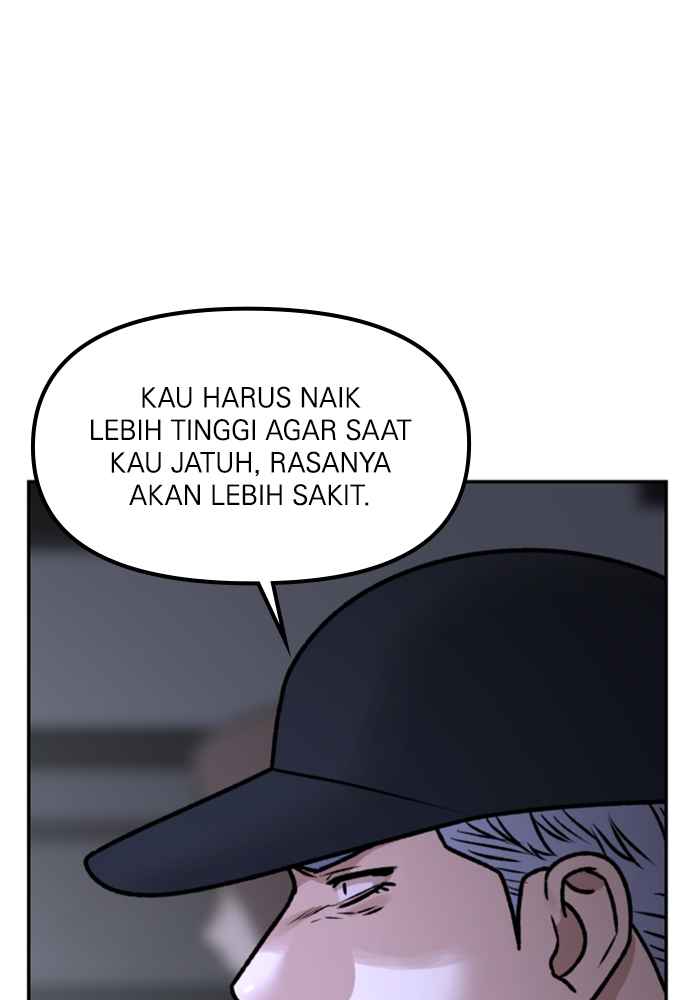 KAU HARUS NAIK
LEBIH TINGGI AGAR SAAT
KAU JATUH, RASANYA
AKAN LEBIH SAKIT.